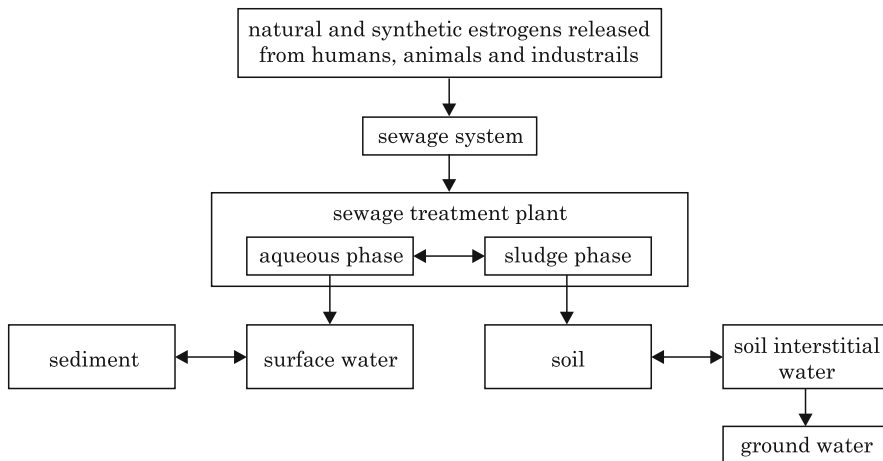 natural and synthetic estrogens released
from humans, animals and industrails
sewage system
sewage treatment plant
aqueous phase
sludge phase
sediment
surface water
soil
soil interstitial
water
ground water